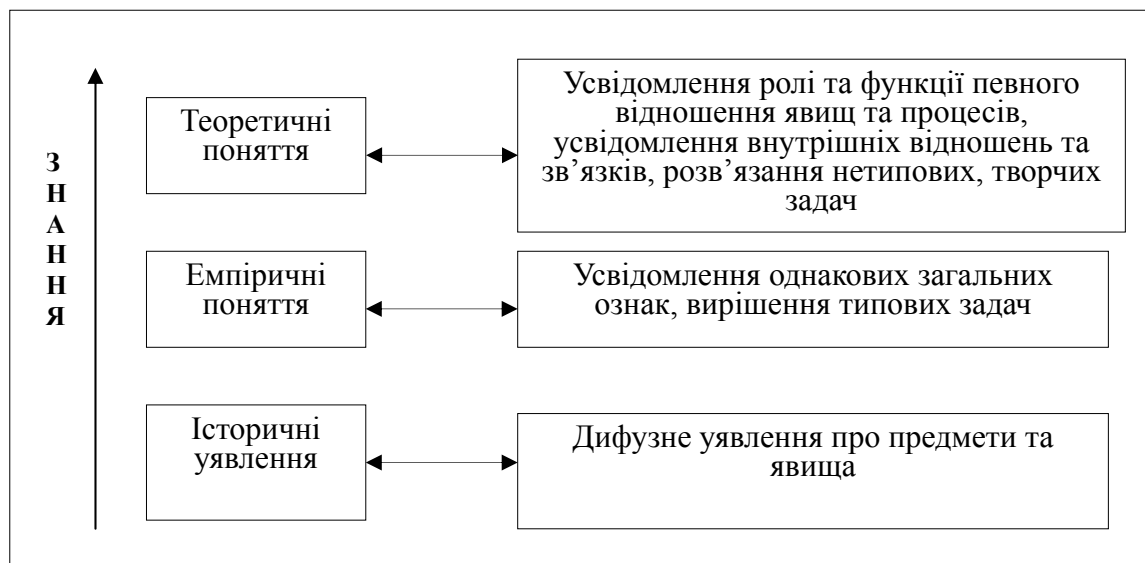 З
Н
А
Н
Н
Я
Теоретичні
поняття
Усвідомлення ролі та функції певного
відношення явищ та процесів,
усвідомлення внутрішніх відношень та
зв’язків, розв’язання нетипових, творчих
задач
Емпіричні
поняття
Усвідомлення однакових загальних
ознак, вирішення типових задач
Історичні
уявлення
Дифузне уявлення про предмети та
явища